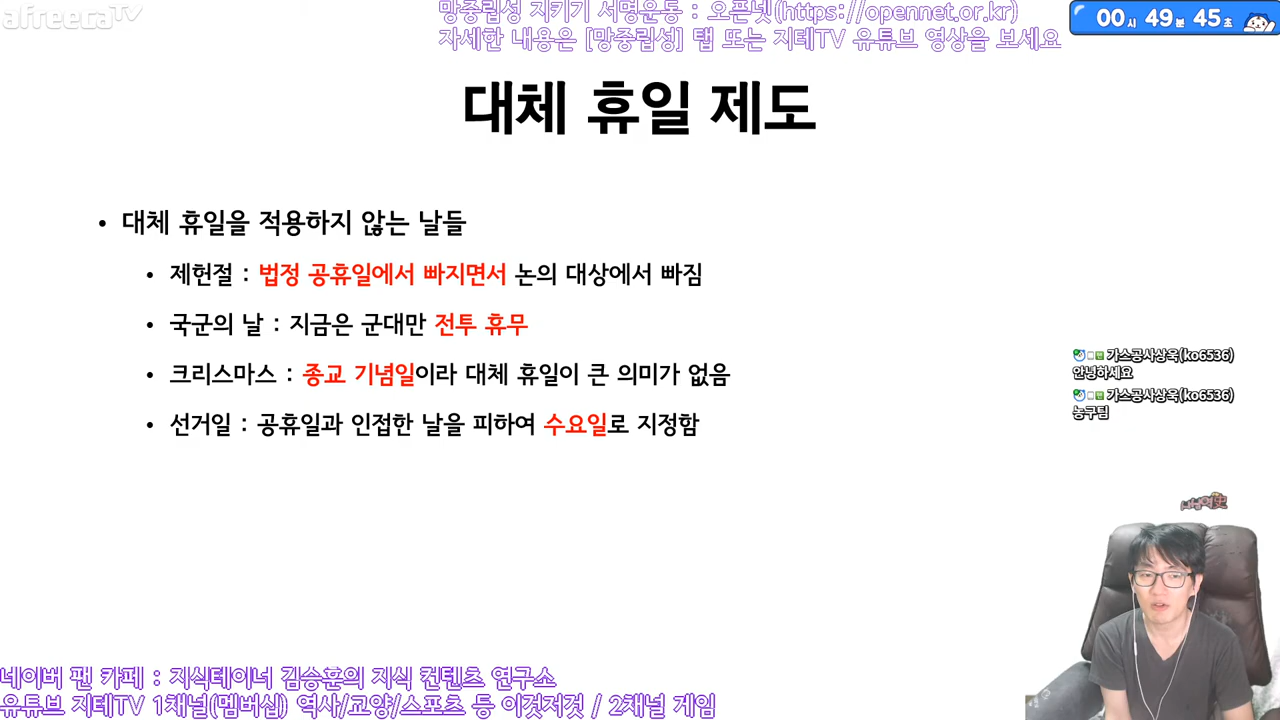 afreecaTV
망중립성 지키기 서명운동 : 오픈넷(https://opennet.or.kr)
자세한 내용은 [망중립성] 탭 또는 지테TV 유튜브 영상을 보세요
00시 49분 45초
대체 휴일 제도
• 대체 휴일을 적용하지 않는 날들
• 제헌절 : 법정 공휴일에서 빠지면서 논의 대상에서 빠짐
• 국군의 날 : 지금은 군대만 전투 휴무
• 크리스마스 : 종교 기념일이라 대체 휴일이 큰 의미가 없음
• 선거일 : 공휴일과 인접한 날을 피하여 수요일로 지정함
가스공사상욱(ko6536)
안녕하세요
가스공사상욱(ko6536)
농구팀
네이버 팬 카페 : 지식테이너 김승훈의 지식 컨텐츠 연구소
유튜브 지테TV 1채널(멤버십) 역사/교양/스포츠 등 이것저것 / 2채널 게임